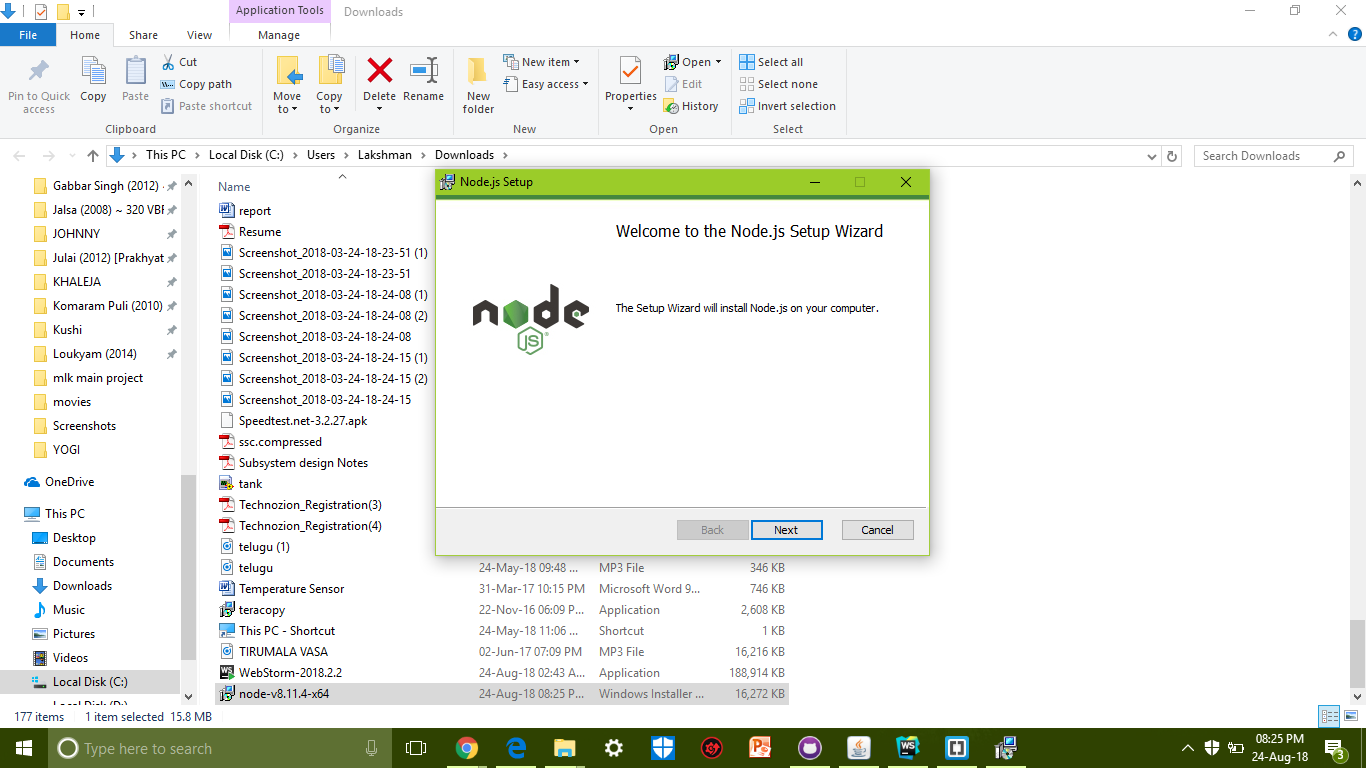 Application Tools
Downloads
File
Home
Share
View
Manage
Pin to Quick access
Copy
Paste
Cut
Copy path
Paste shortcut
Clipboard
Move to
Copy to
Delete
Rename
Organize
New folder
New item
Easy access
New
Properties
Open
Edit
History
Open
Select all
Select none
Invert selection
Select
This PC
Local Disk (C:)
Users
Lakshman
Downloads
Search Downloads
Gabbar Singh (2012)
Jalsa (2008) ~ 320 VBR
JOHNNY
Julai (2012) [Prakhyat
KHALEJA
Komaram Puli (2010)
Kushi
Loukyam (2014)
mlk main project
movies
Screenshots
YOGI
OneDrive
This PC
Desktop
Documents
Downloads
Music
Pictures
Videos
Local Disk (C:)
Name
report
Resume
Screenshot_2018-03-24-18-23-51 (1)
Screenshot_2018-03-24-18-23-51
Screenshot_2018-03-24-18-24-08 (1)
Screenshot_2018-03-24-18-24-08 (2)
Screenshot_2018-03-24-18-24-08
Screenshot_2018-03-24-18-24-15 (1)
Screenshot_2018-03-24-18-24-15 (2)
Screenshot_2018-03-24-18-24-15
Speedtest.net-3.2.27.apk
ssc.compressed
Subsystem design Notes
tank
Technozion_Registration(3)
Technozion_Registration(4)
telugu (1)
telugu 24-May-18 09:48 ... MP3 File 346 KB
Temperature Sensor 31-Mar-17 10:15 PM Microsoft Word 9... 746 KB
teracopy 22-Nov-16 06:09 P... Application 2,608 KB
This PC - Shortcut 24-May-18 11:06 ... Shortcut 1 KB
TIRUMALA VASA 02-Jun-17 07:09 PM MP3 File 16,216 KB
WebStorm-2018.2.2 24-Aug-18 02:43 A... Application 188,914 KB
node-v8.11.4-x64 24-Aug-18 08:25 P... Windows Installer ... 16,272 KB
Node.js Setup
Welcome to the Node.js Setup Wizard
node
JS
The Setup Wizard will install Node.js on your computer.
Back
Next
Cancel
177 items
1 item selected 15.8 MB
Type here to search
WS
08:25 PM
24-Aug-18
3